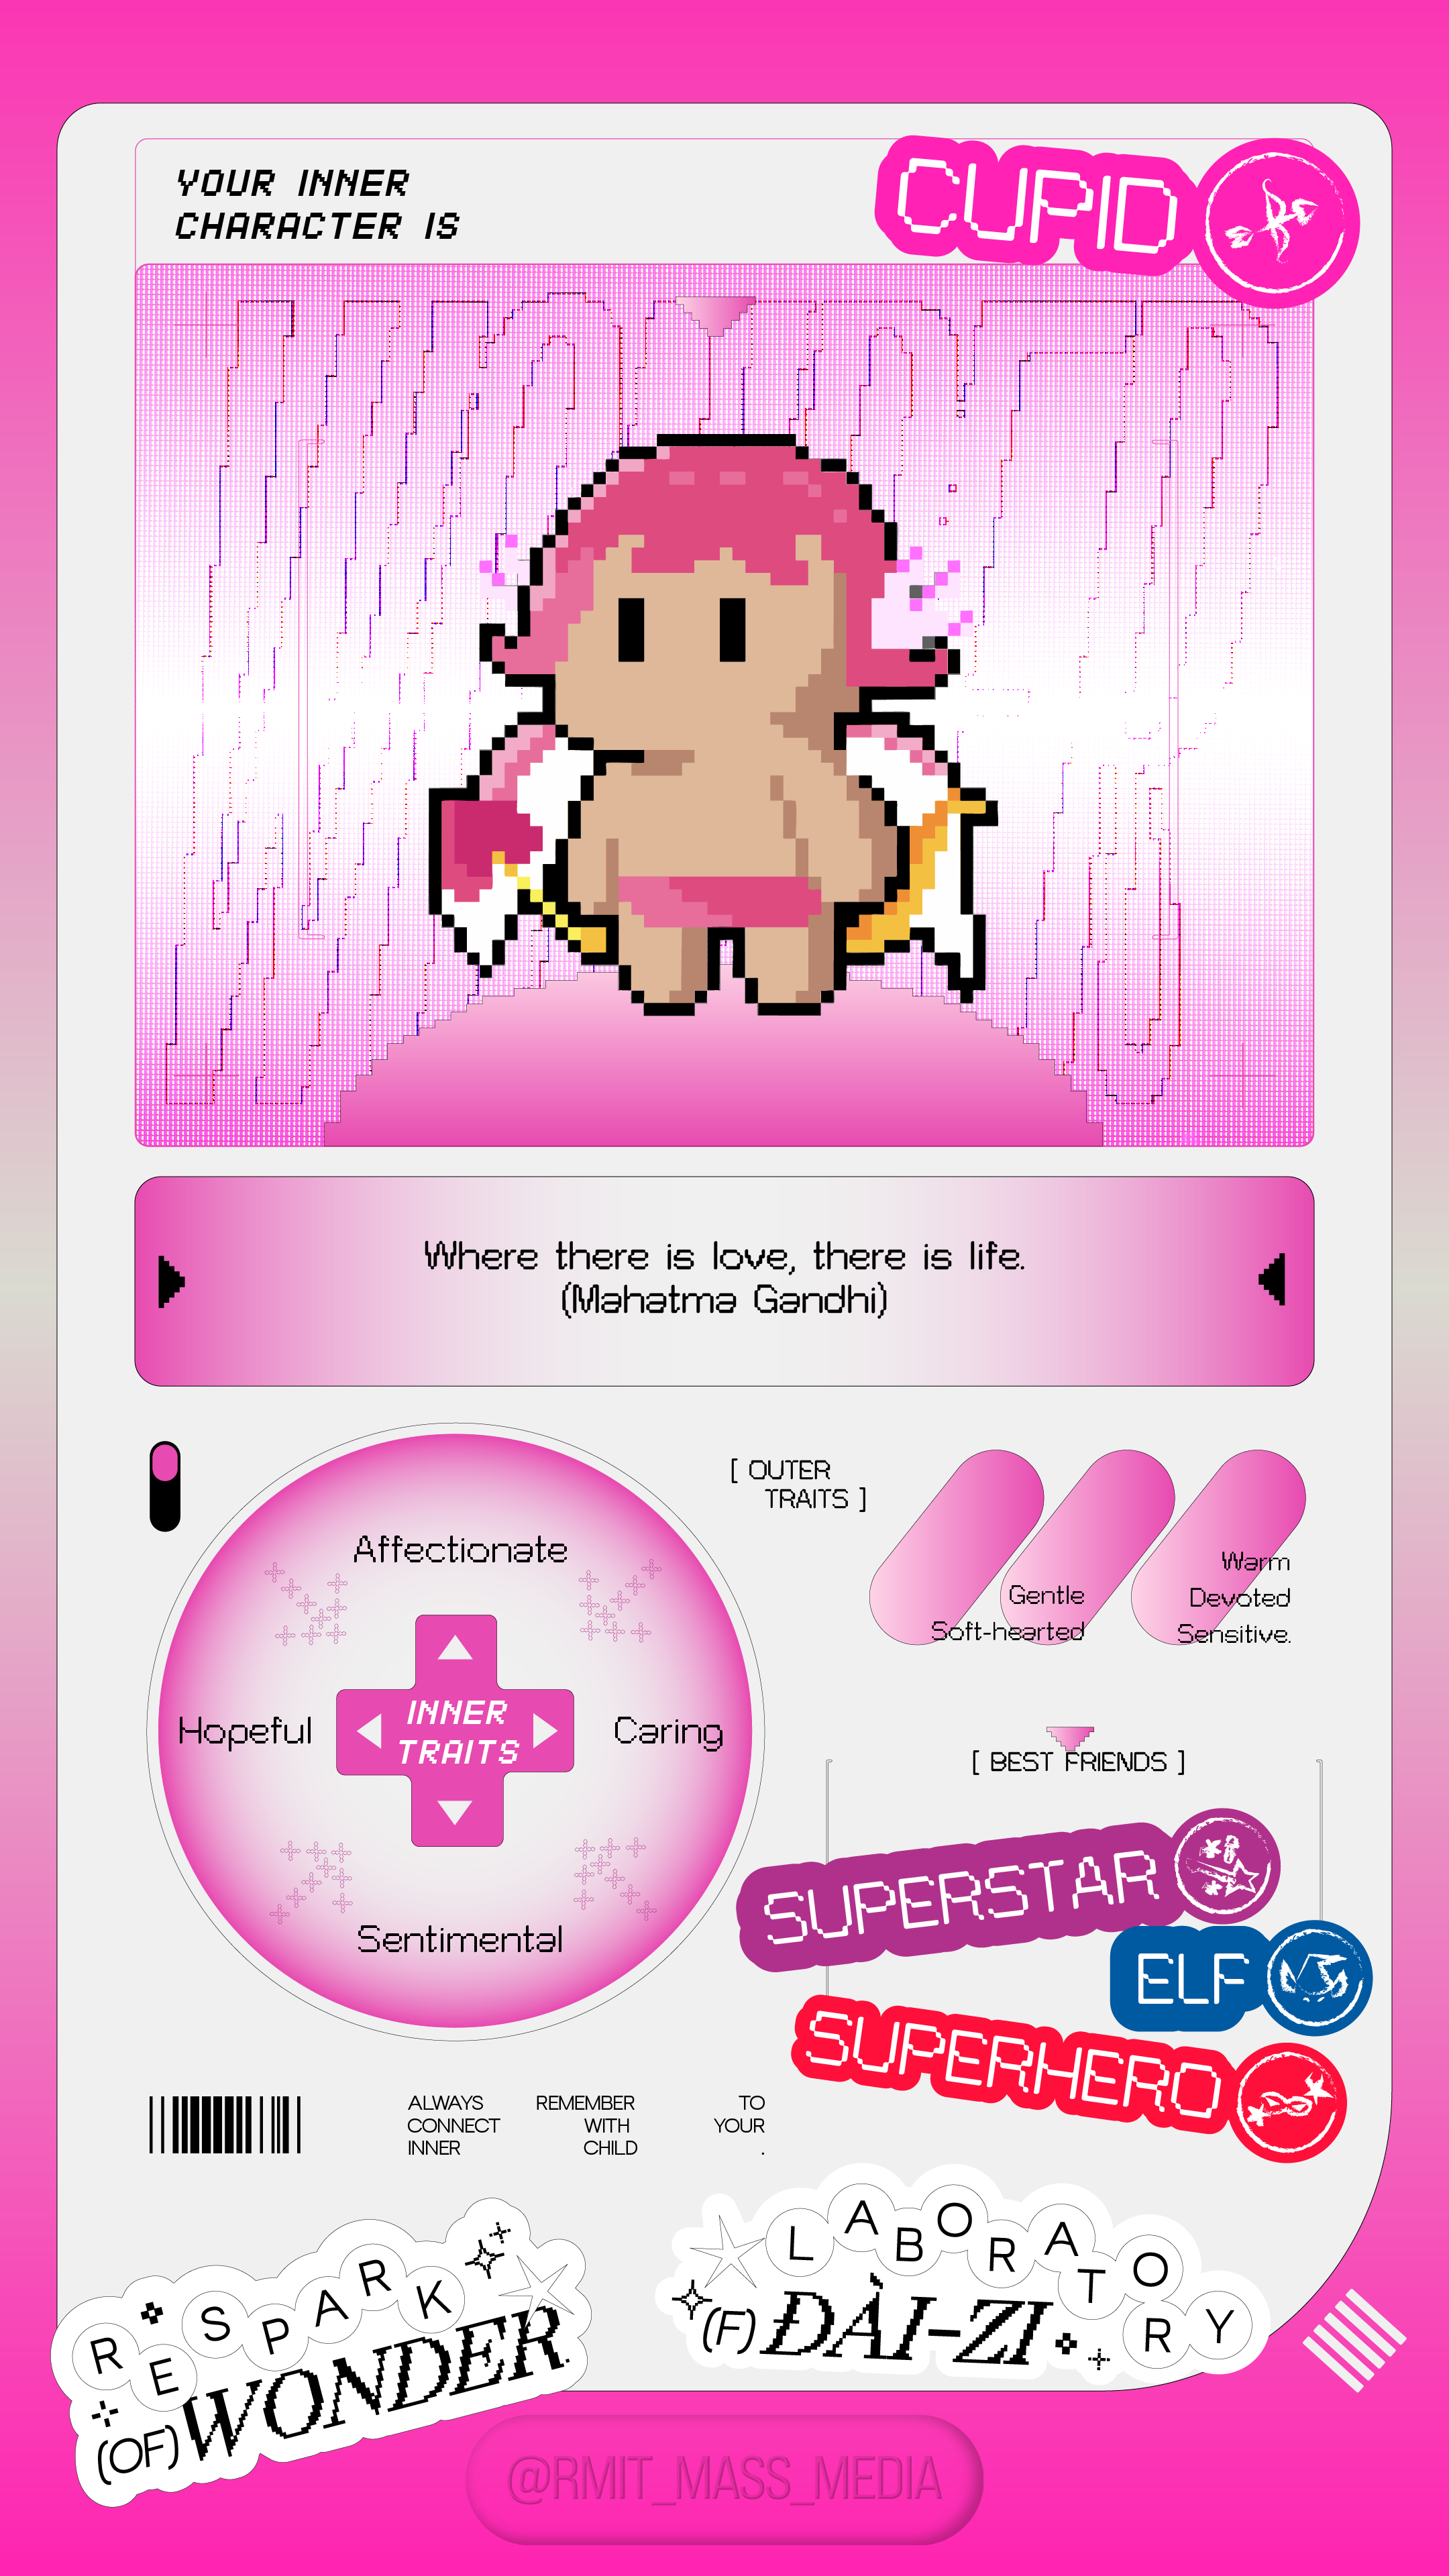 YOUR INNER
CHARACTER IS
CUPID
Where there is love, there is life.
(Mahatma Gandhi)
[ OUTER
TRAITS ]
Gentle
Soft-hearted
Warm
Devoted
Sensitive.
Affectionate
Hopeful
INNER
TRAITS
Caring
Sentimental
[ BEST FRIENDS ]
SUPERSTAR
ELF
SUPERHERO
ALWAYS REMEMBER TO
CONNECT WITH YOUR
INNER CHILD .
RESPARK
(OF) WONDER
LABORATORY
(F) ĐÀI-ZI
@RMIT_MASS_MEDIA